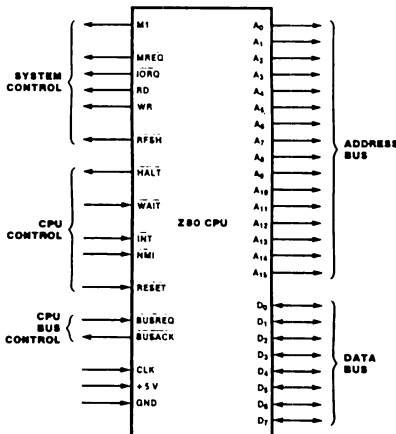 SYSTEM
CONTROL
M1
MREQ
IORQ
RD
WR
RFSH
CPU
CONTROL
HALT
WAIT
INT
NMI
RESET
CPU
BUS
CONTROL
BUSREQ
BUSACK
CLK
+5 V
GND
Z80 CPU
A0
A1
A2
A3
A4
A5
A6
A7
A8
A9
A10
A11
A12
A13
A14
A15
ADDRESS
BUS
D0
D1
D2
D3
D4
D5
D6
D7
DATA
BUS